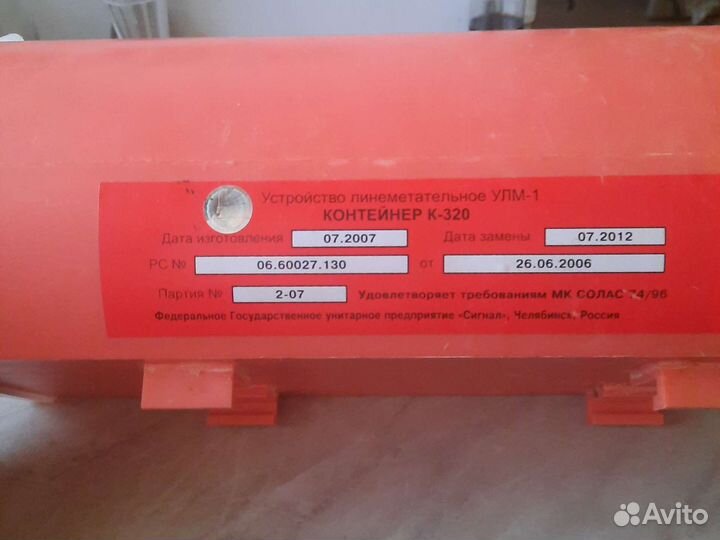 Устройство линеметательное УЛМ-1
КОНТЕЙНЕР К-320
Дата изготовления 07.2007 Дата замены 07.2012
РС № 06.60027.130 от 26.06.2006
Партия № 2-07 Удовлетворяет требованиям МК СОЛАС 74/96
Федеральное Государственное унитарное предприятие «Сигнал», Челябинск, Россия
Avito